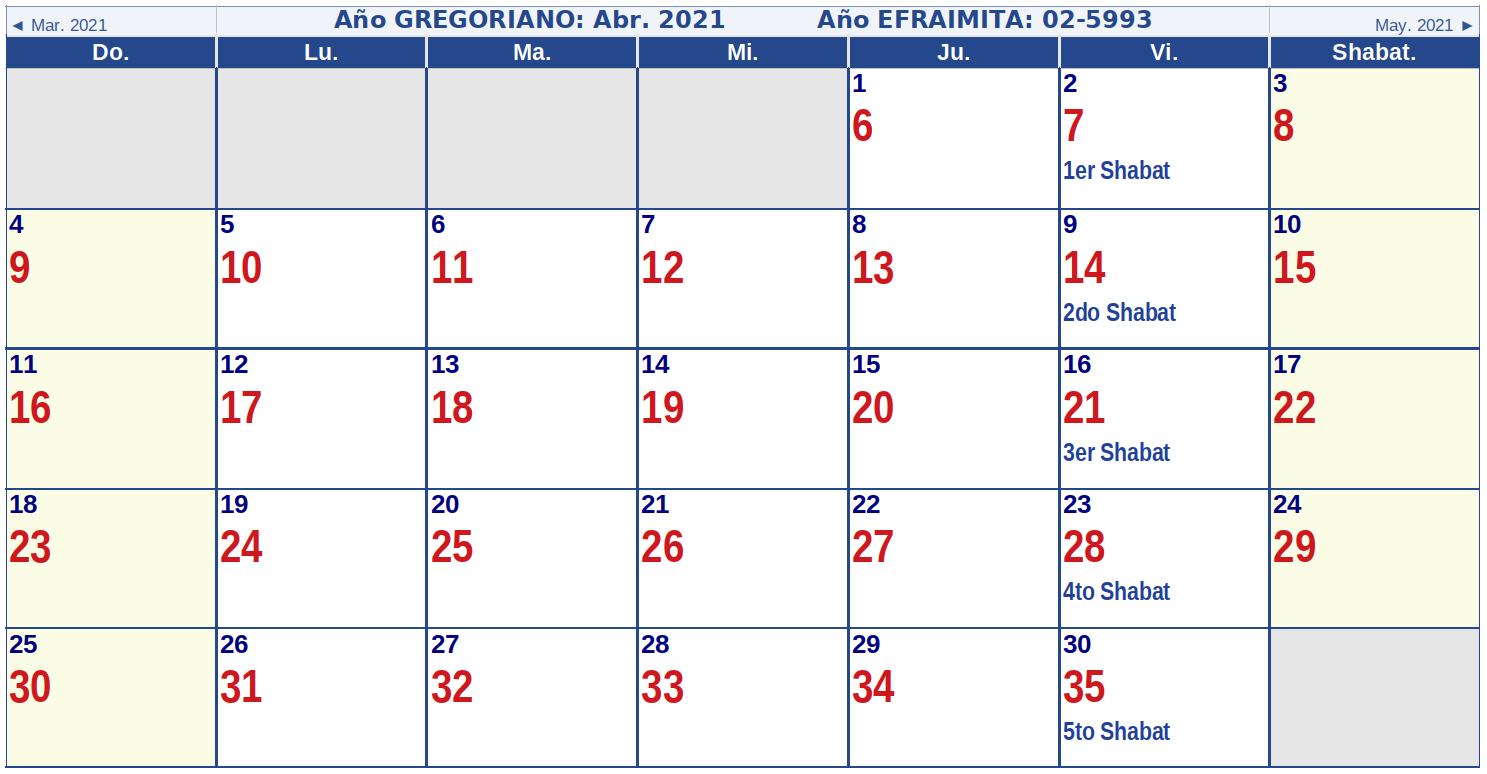 ◄ Mar. 2021 Año GREGORIANO: Abr. 2021 Año EFRAIMITA: 02-5993 May. 2021 ►
Do. Lu. Ma. Mi. Ju. Vi. Shabat.
1 2 3
6 7 8
1er Shabat
4 5 6 7 8 9 10
9 10 11 12 13 14 15
2do Shabat
11 12 13 14 15 16 17
16 17 18 19 20 21 22
3er Shabat
18 19 20 21 22 23 24
23 24 25 26 27 28 29
4to Shabat
25 26 27 28 29 30
30 31 32 33 34 35
5to Shabat